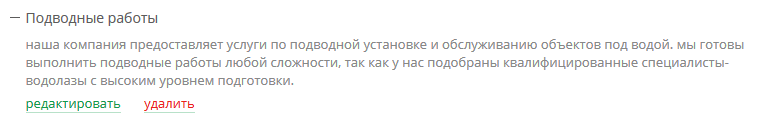 — Подводные работы
наша компания предоставляет услуги по подводной установке и обслуживанию объектов под водой. мы готовы
выполнить подводные работы любой сложности, так как у нас подобраны квалифицированные специалисты-
водолазы с высоким уровнем подготовки.
редактировать удалить